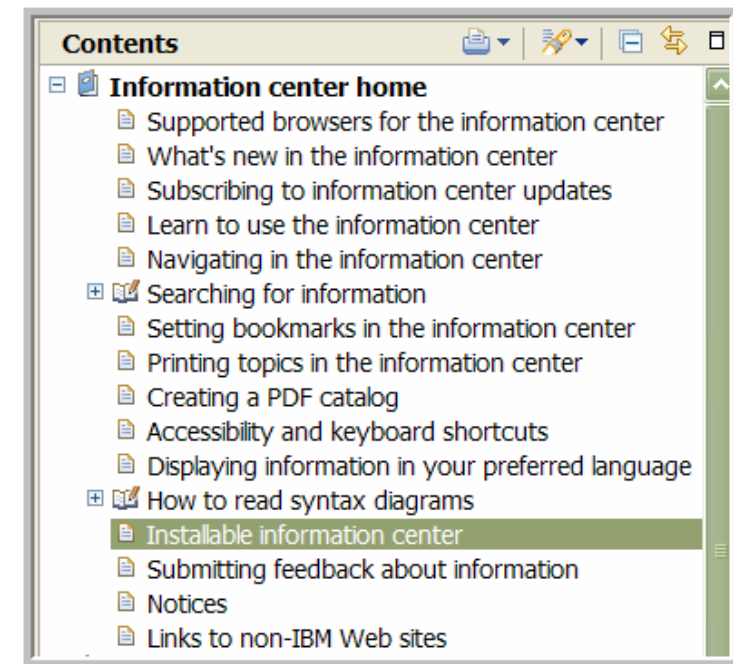 Contents
Information center home
Supported browsers for the information center
What's new in the information center
Subscribing to information center updates
Learn to use the information center
Navigating in the information center
Searching for information
Setting bookmarks in the information center
Printing topics in the information center
Creating a PDF catalog
Accessibility and keyboard shortcuts
Displaying information in your preferred language
How to read syntax diagrams
Installable information center
Submitting feedback about information
Notices
Links to non-IBM Web sites